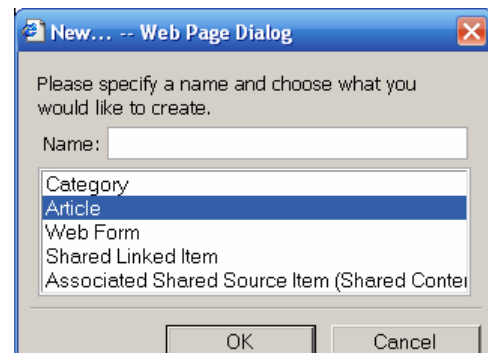 New... -- Web Page Dialog
Please specify a name and choose what you
would like to create.
Name:
Category
Article
Web Form
Shared Linked Item
Associated Shared Source Item (Shared Conter
OK Cancel